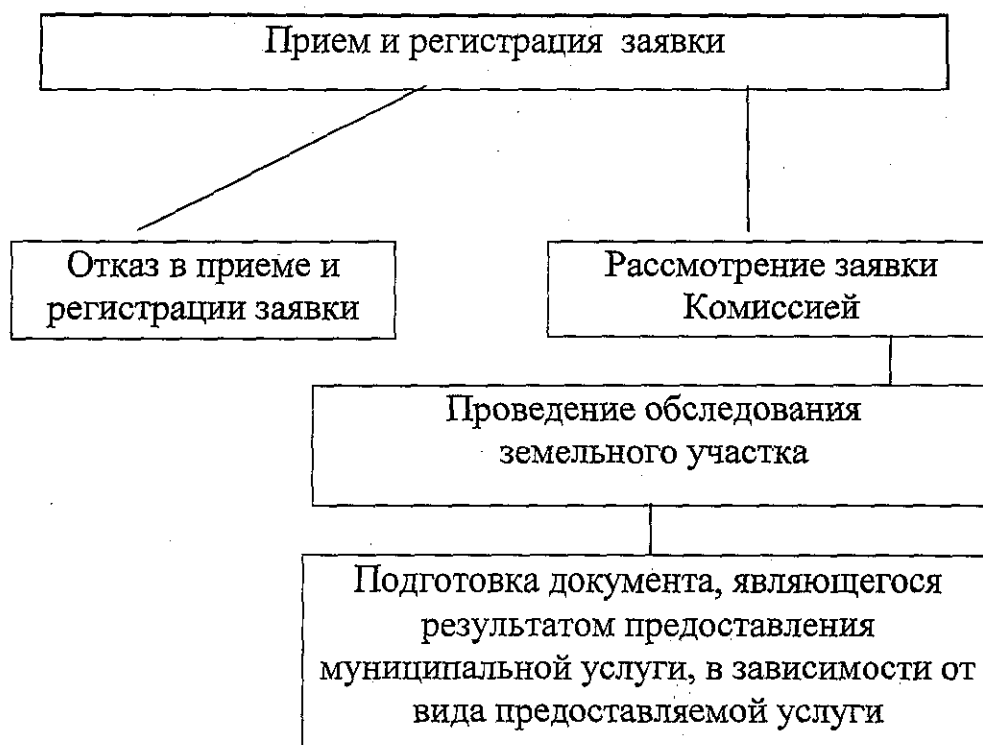 Прием и регистрация заявки
Отказ в приеме и
регистрации заявки
Рассмотрение заявки
Комиссией
Проведение обследования
земельного участка
Подготовка документа, являющегося
результатом предоставления
муниципальной услуги, в зависимости от
вида предоставляемой услуги